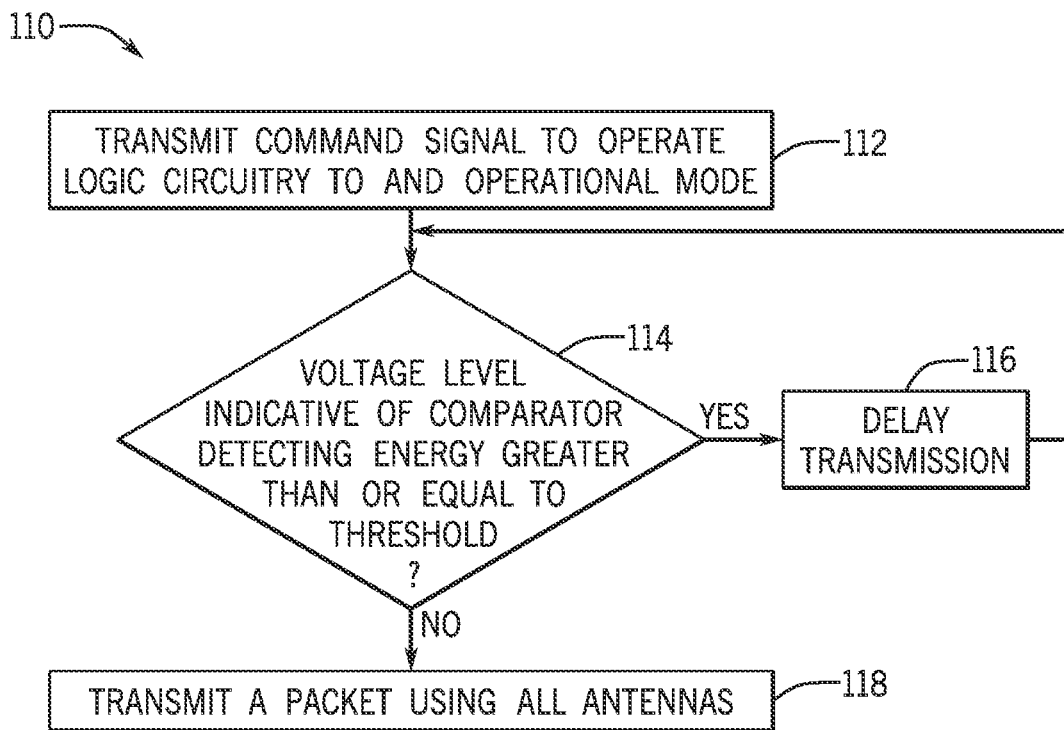 110
TRANSMIT COMMAND SIGNAL TO OPERATE
LOGIC CIRCUITRY TO AND OPERATIONAL MODE
112
114
VOLTAGE LEVEL
INDICATIVE OF COMPARATOR
DETECTING ENERGY GREATER
THAN OR EQUAL TO
THRESHOLD
?
YES
116
DELAY
TRANSMISSION
NO
TRANSMIT A PACKET USING ALL ANTENNAS
118